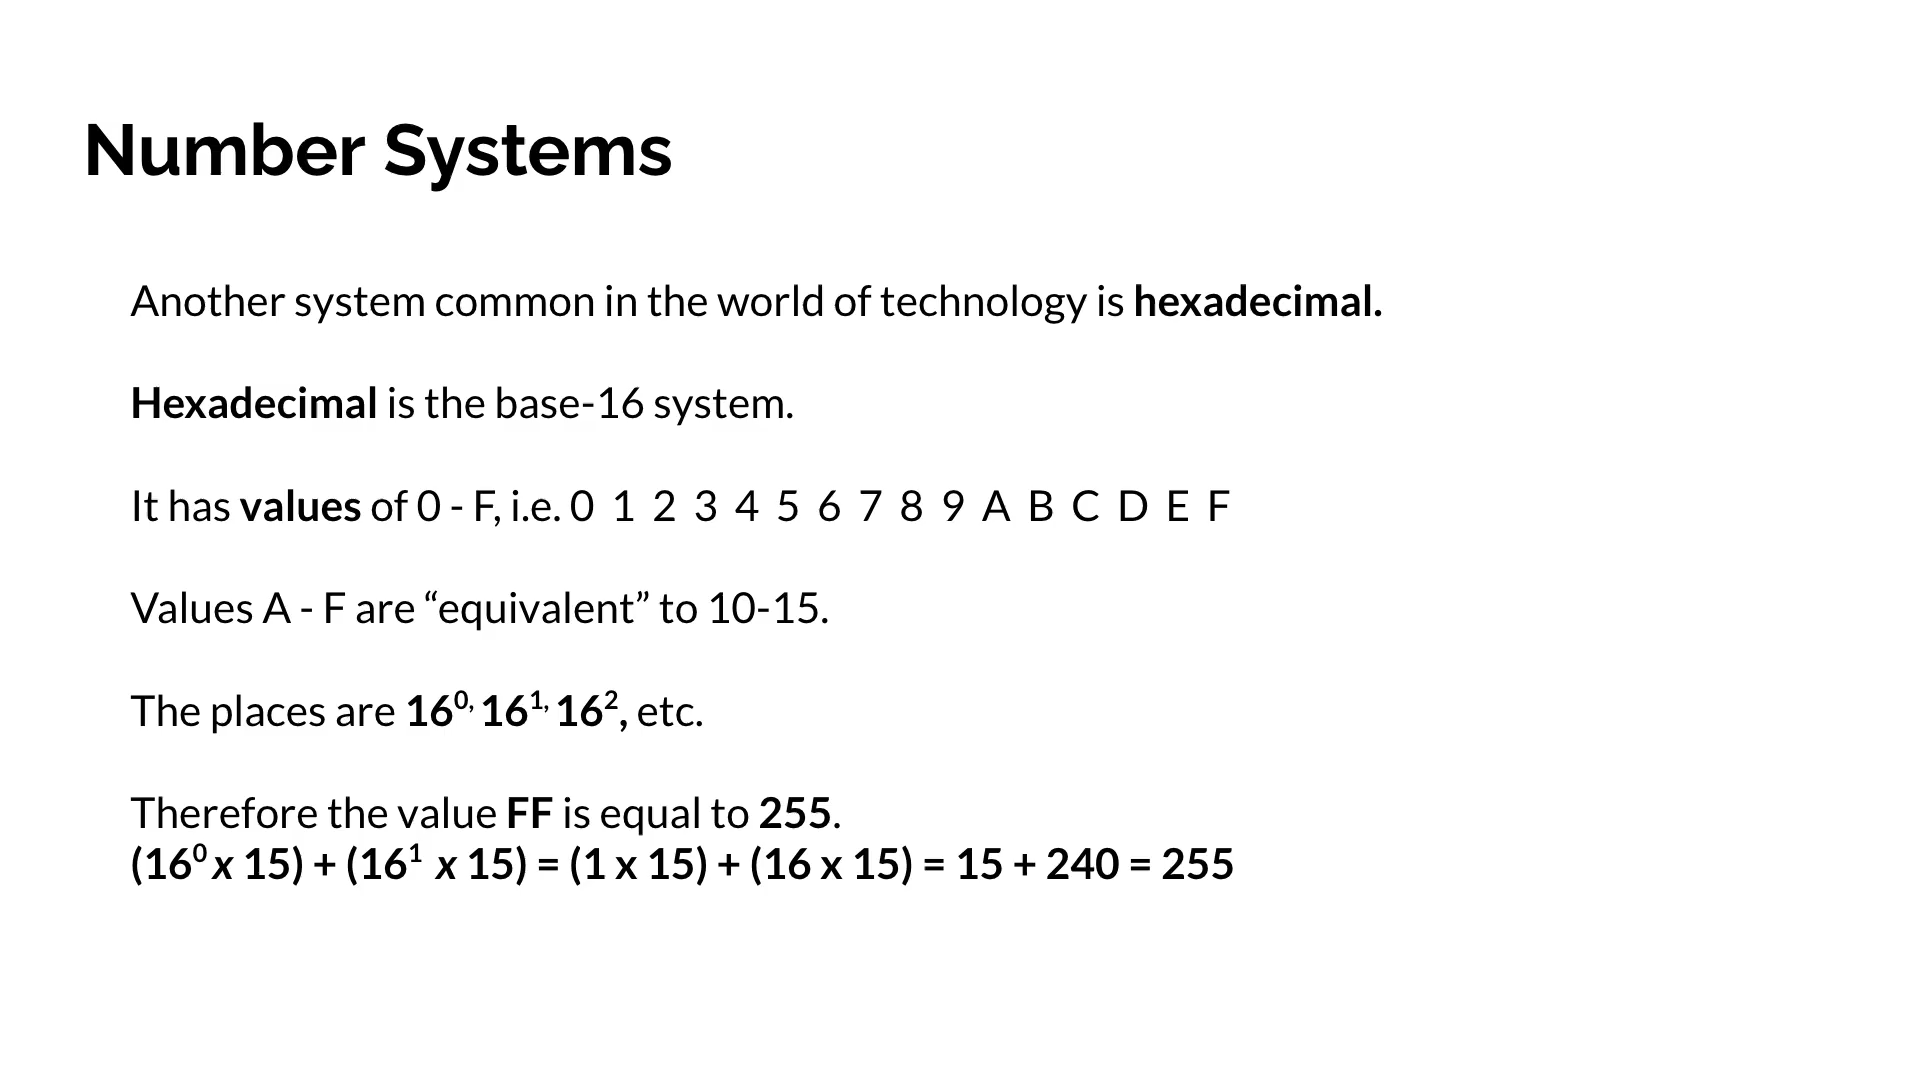 Number Systems
Another system common in the world of technology is hexadecimal.
Hexadecimal is the base-16 system.
It has values of 0 - F, i.e. 0 1 2 3 4 5 6 7 8 9 A B C D E F
Values A - F are “equivalent” to 10-15.
The places are 16⁰, 16¹, 16², etc.
Therefore the value FF is equal to 255.
(16⁰ x 15) + (16¹ x 15) = (1 x 15) + (16 x 15) = 15 + 240 = 255